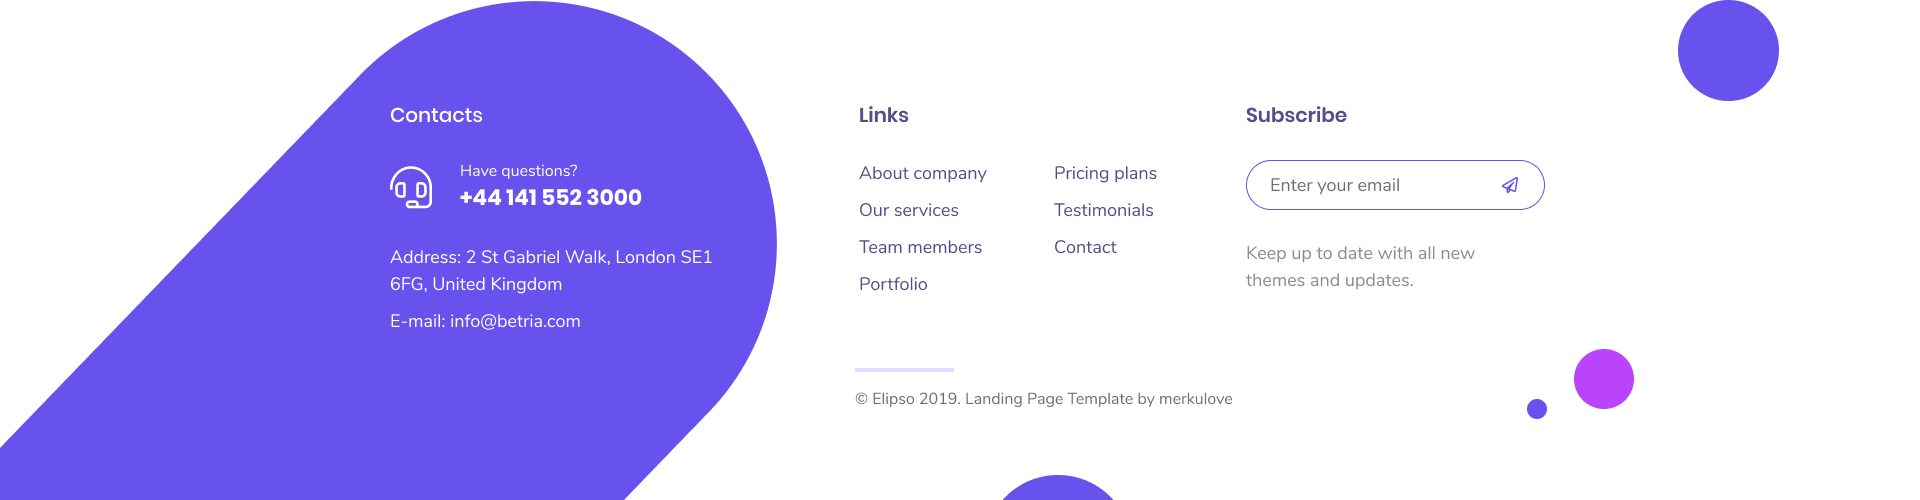 Contacts
Have questions?
+44 141 552 3000
Address: 2 St Gabriel Walk, London SE1
6FG, United Kingdom
E-mail: info@betria.com
Links
About company
Our services
Team members
Portfolio
Pricing plans
Testimonials
Contact
Subscribe
Enter your email
Keep up to date with all new
themes and updates.
© Elipso 2019. Landing Page Template by merkulove